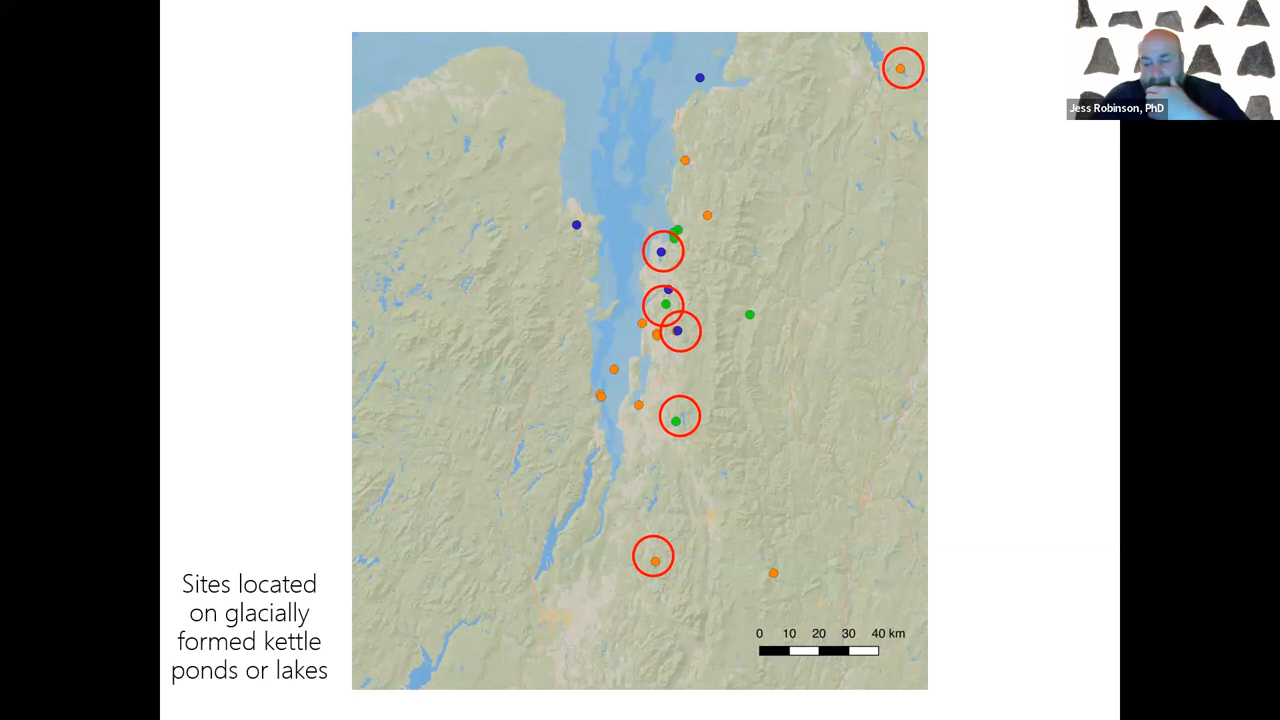 Jess Robinson, PhD
Sites located
on glacially
formed kettle
ponds or lakes
0 10 20 30 40 km